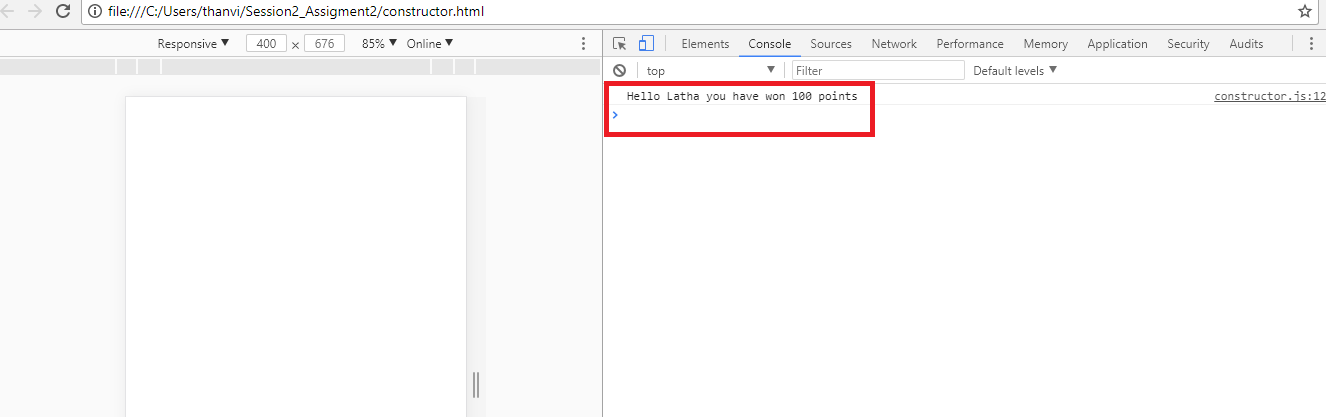 file:///C:/Users/thanvi/Session2_Assigment2/constructor.html
Responsive ▼ 400 × 676 85% ▼ Online ▼
Elements Console Sources Network Performance Memory Application Security Audits
top ▼ Filter Default levels ▼
Hello Latha you have won 100 points constructor.js:12
>